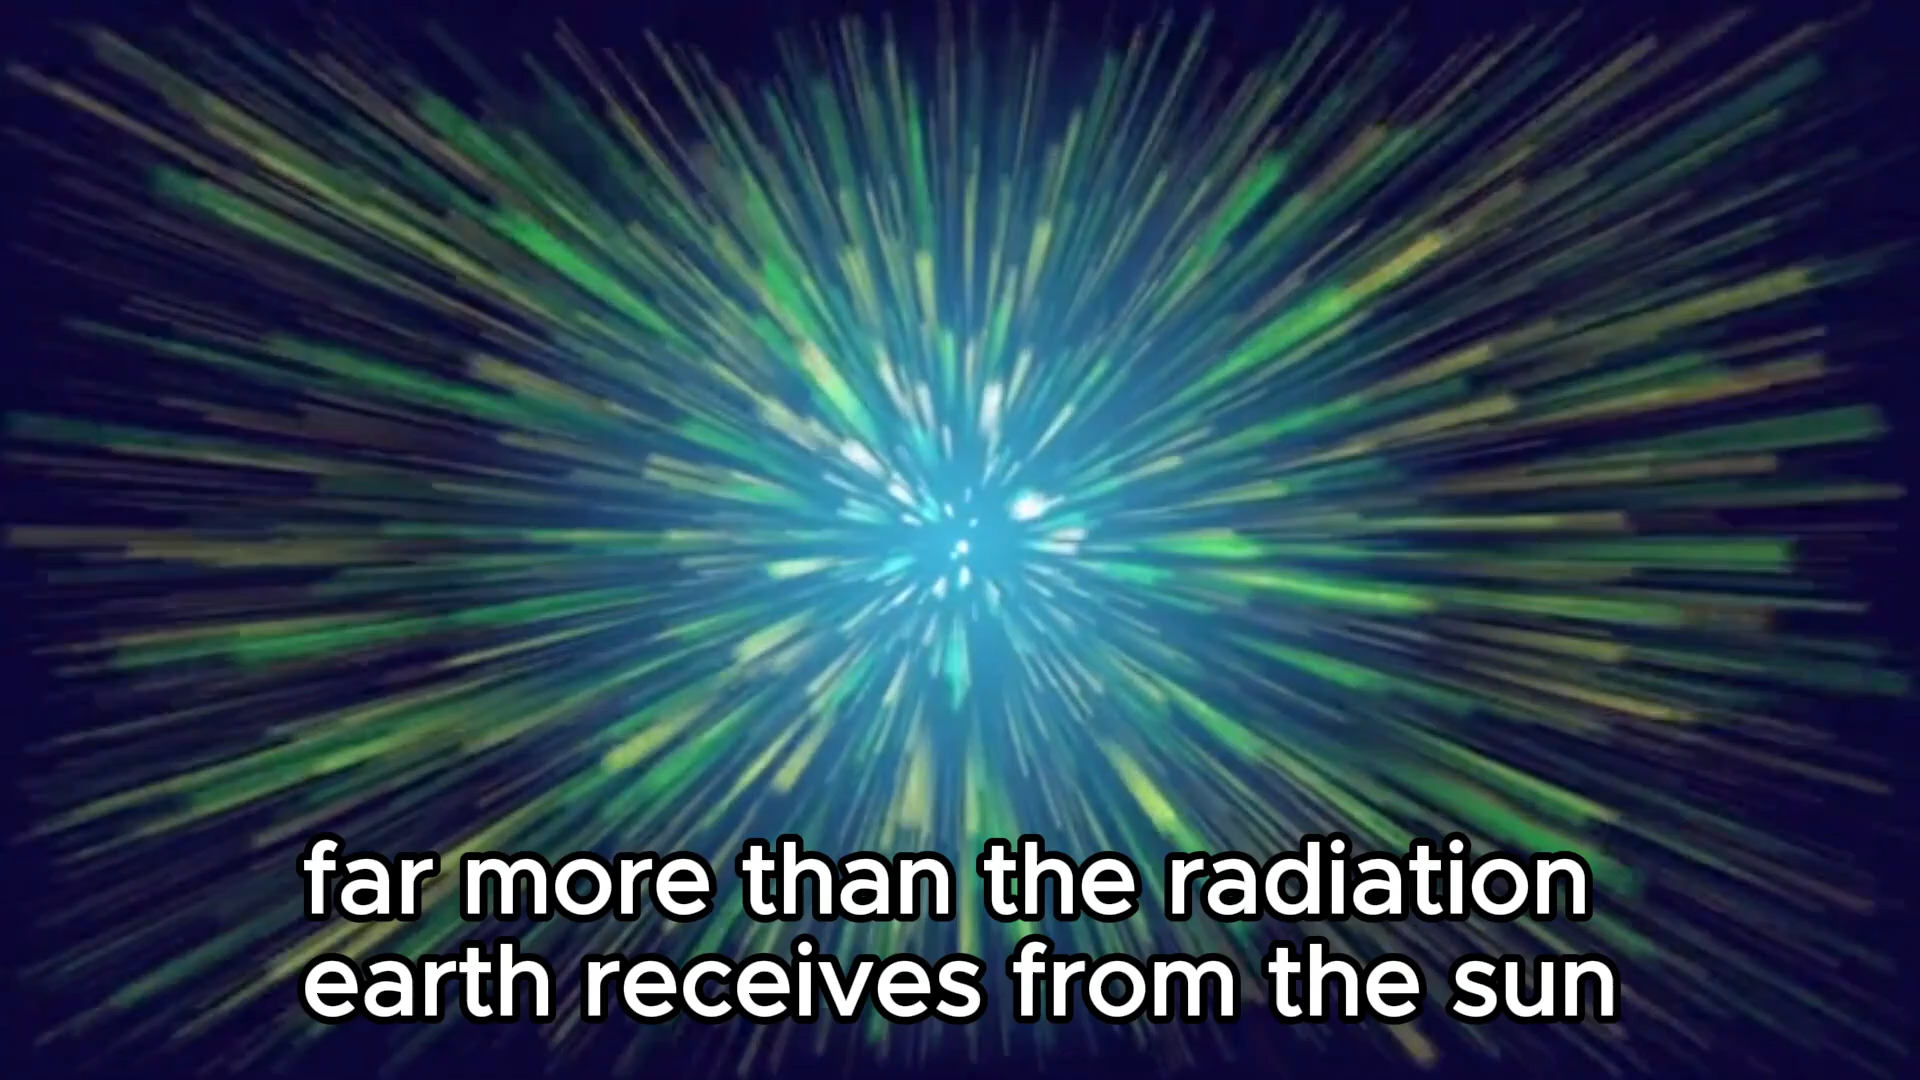 far more than the radiation
earth receives from the sun